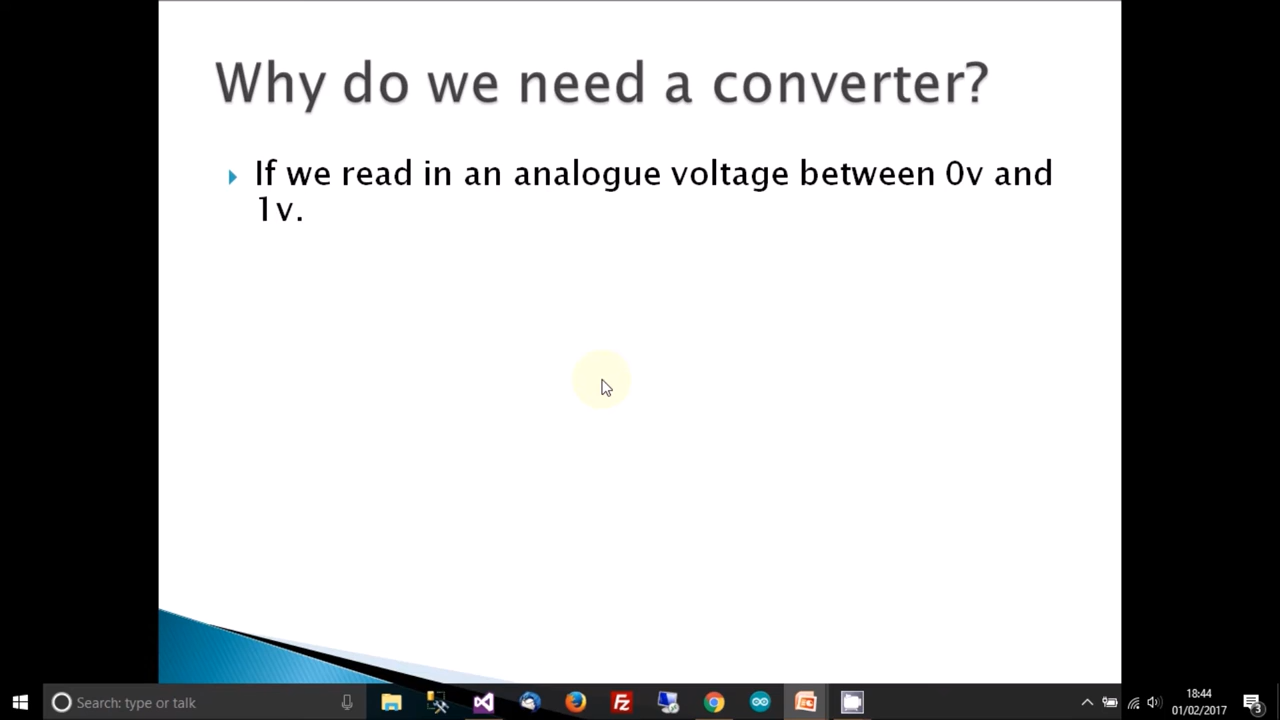 Why do we need a converter?
If we read in an analogue voltage between 0v and
1v.
Search: type or talk
18:44
01/02/2017
3